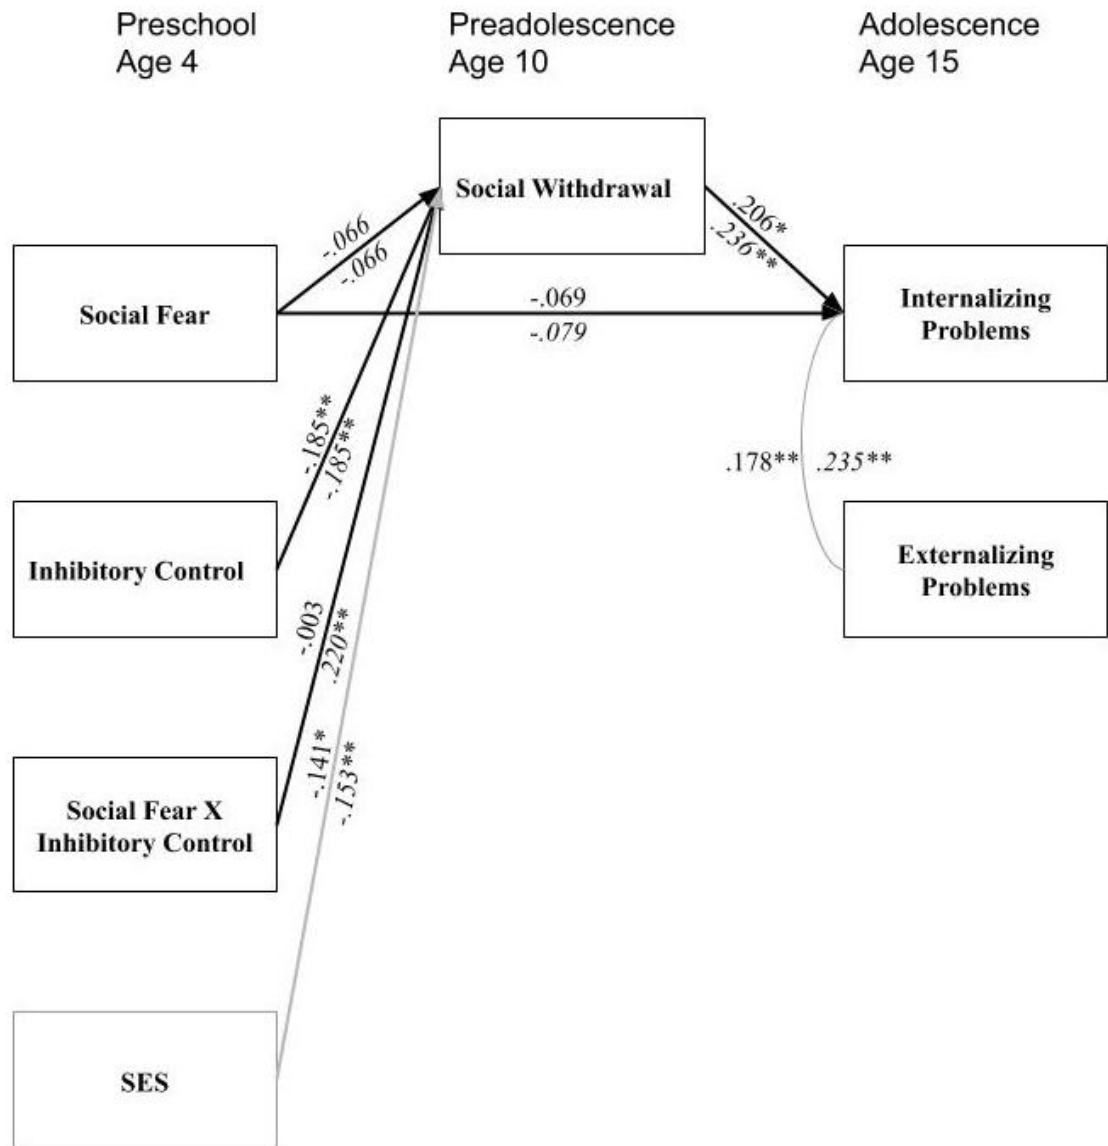 Preschool
Age 4
Preadolescence
Age 10
Adolescence
Age 15
Social Withdrawal
-.066
-.066
.206*
.236**
Social Fear
-.069
-.079
Internalizing
Problems
-.185**
-.185**
.178** .235**
Inhibitory Control
Externalizing
Problems
-.003
.220**
Social Fear X
Inhibitory Control
-.141*
-.153**
SES